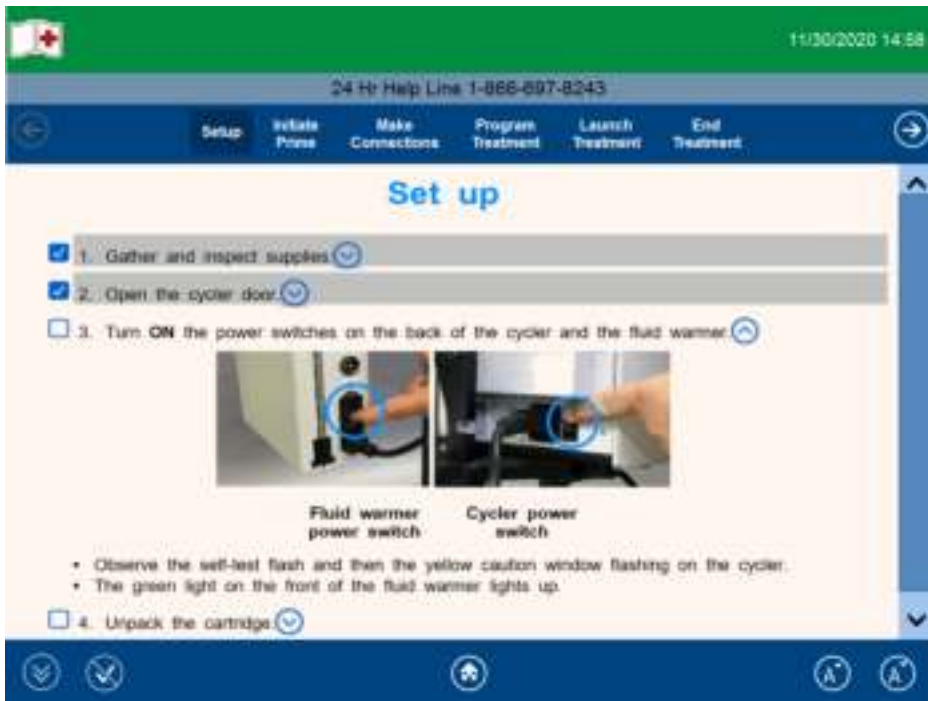 11/30/2020 14:58
24 Hr Help Line 1-866-697-8243
Setup
Initiate Prime
Make Connections
Program Treatment
Launch Treatment
End Treatment
Set up
1. Gather and inspect supplies
2. Open the cycler door.
3. Turn ON the power switches on the back of the cycler and the fluid warmer.
Fluid warmer power switch
Cycler power switch
• Observe the self-test flash and then the yellow caution window flashing on the cycler.
• The green light on the front of the fluid warmer lights up.
4. Unpack the cartridge
A-
A+